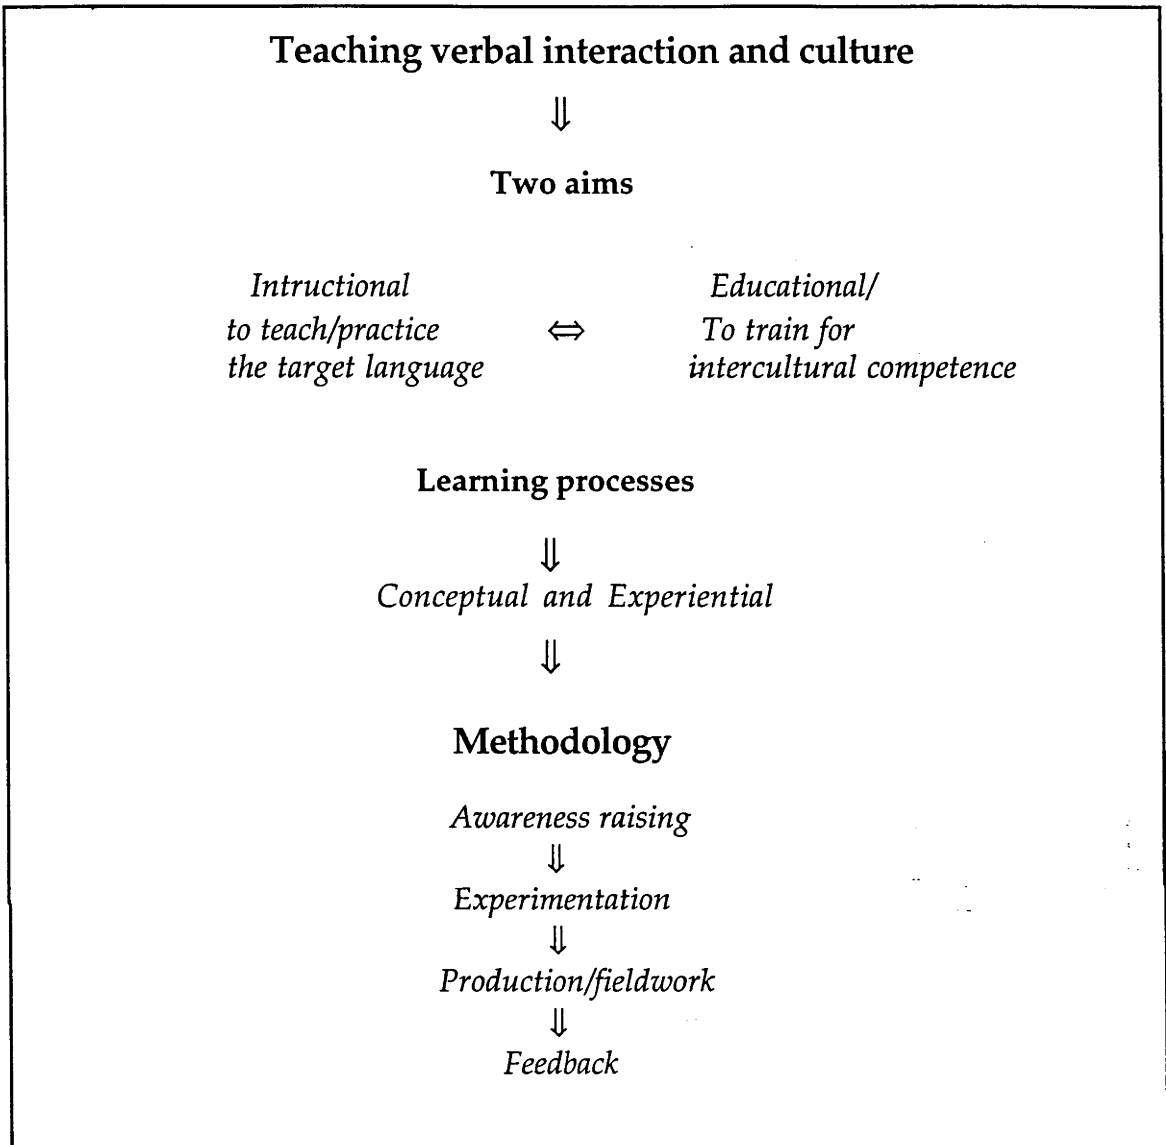 Teaching verbal interaction and culture
⇓
Two aims
Intructional
to teach/practice
the target language
⇔
Educational/
To train for
intercultural competence
Learning processes
⇓
Conceptual and Experiential
⇓
Methodology
Awareness raising
⇓
Experimentation
⇓
Production/fieldwork
⇓
Feedback